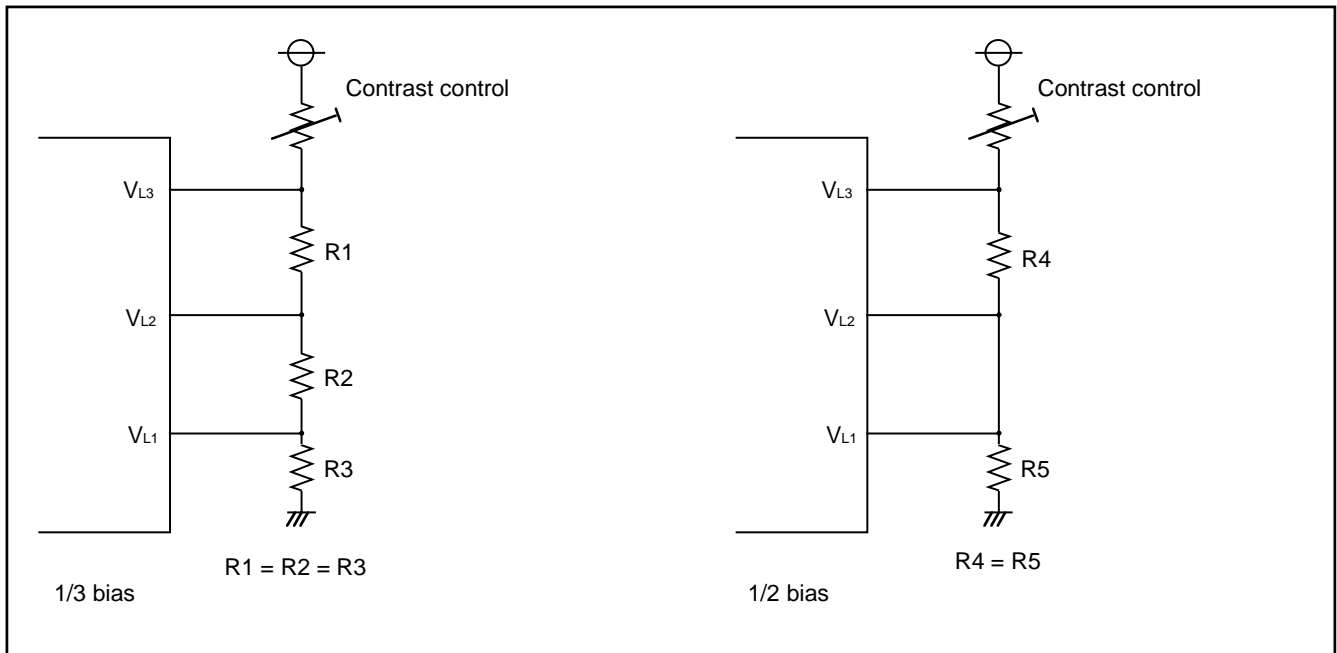 Contrast control
VL3
R1
VL2
R2
VL1
R3
R1 = R2 = R3
1/3 bias
Contrast control
VL3
R4
VL2
VL1
R5
R4 = R5
1/2 bias